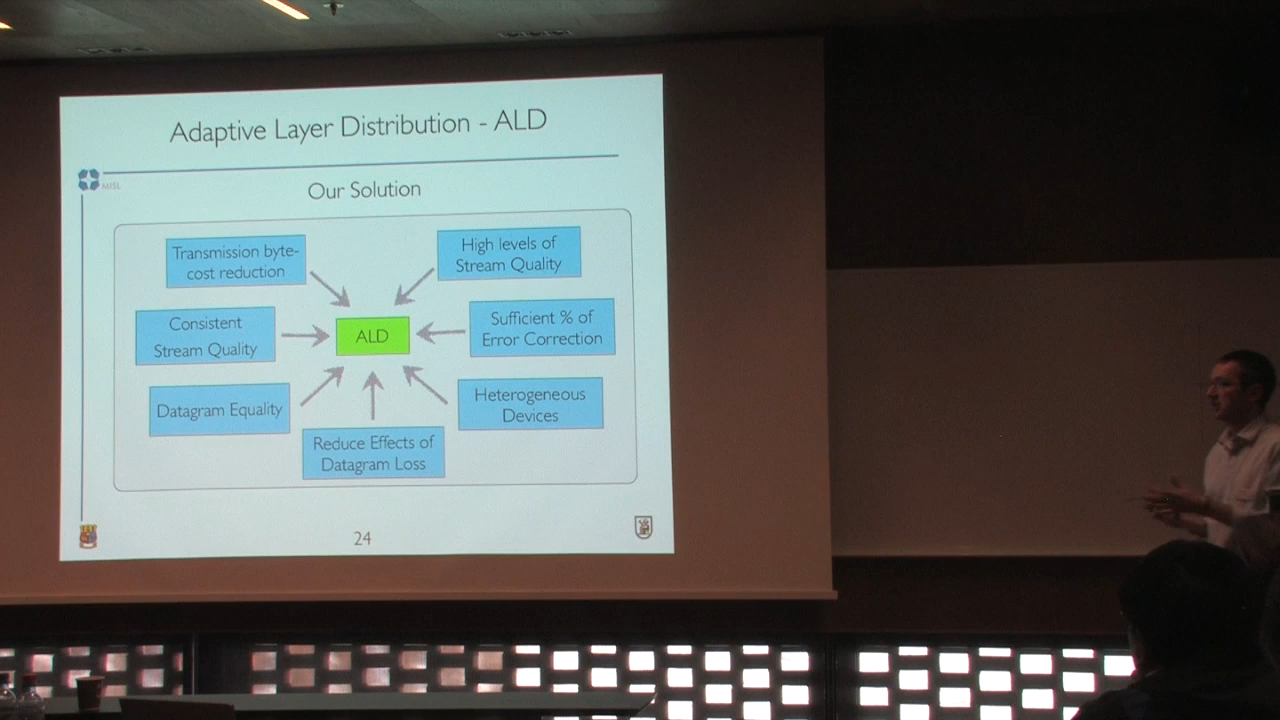 Adaptive Layer Distribution - ALD
MISL
Our Solution
Transmission byte-
cost reduction
High levels of
Stream Quality
Consistent
Stream Quality
ALD
Sufficient % of
Error Correction
Datagram Equality
Heterogeneous
Devices
Reduce Effects of
Datagram Loss
24